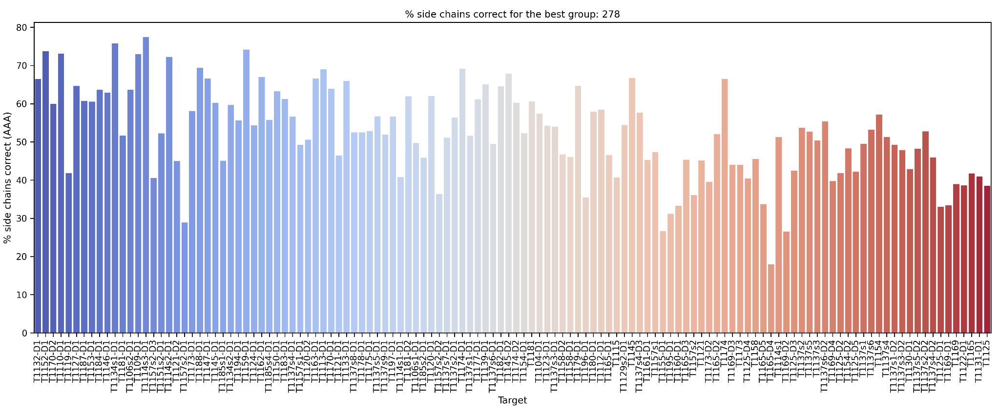 % side chains correct for the best group: 278
% side chains correct (AAA)
80
70
60
50
40
30
20
10
0
T1132-D1
T1152-D1
T1170-D2
T1110-D1
T1119-D1
T1127-D1
T1187-D1
T1153-D1
T1184-D1
T1146-D1
T1134s1-D1
T1181-D1
T1106s2-D1
T1109-D1
T1114s3-D1
T1157s2-D3
T1151s2-D1
T1114s2-D1
T1121-D2
T1157s2-D1
T1173-D1
T1188-D1
T1147-D1
T1145-D1
T1185s1-D1
T1134s2-D1
T1194-D1
T1159-D1
T1124-D1
T1162-D1
T1185s4-D1
T1150-D1
T1183-D1
T1137s4-D1
T1157s1-D1
T1120-D2
T1163-D1
T1113-D1
T1170-D1
T1121-D1
T1133-D1
T1137s8-D1
T1178-D1
T1175-D1
T1137s5-D1
T1137s9-D1
T1197-D1
T1114s1-D1
T1181-D2
T1106s1-D1
T1185s2-D1
T1120-D1
T1157s2-D2
T1137s7-D1
T1137s2-D1
T1174-D1
T1137s1-D1
T1177-D1
T1139-D1
T1137s6-D1
T1182-D1
T1145-D2
T1174-D2
T1154-D1
T1181
T1104-D1
T1123-D1
T1137s3-D1
T1158-D2
T1158-D1
T1179-D1
T1196-D1
T1180-D1
T1112-D1
T1165-D1
T1115
T1129s2-D1
T1145
T1137s4-D3
T1161-D1
T1157s1
T1155-D1
T1195-D1
T1160-D1
T1165-D3
T1157s2
T1121
T1173-D2
T1165-D2
T1174
T1169-D3
T1173
T1125-D4
T1158
T1165-D5
T1165-D4
T1114s1
T1169-D2
T1125-D3
T1137s2
T1137s5
T1137s3
T1137s6-D2
T1169-D4
T1125-D2
T1154-D2
T1125-D5
T1137s1
T1137s6
T1154
T1137s4
T1137s1-D2
T1137s3-D2
T1130-D1
T1137s5-D2
T1137s2-D2
T1137s4-D2
T1125-D1
T1169-D1
T1169
T1122-D1
T1165
T1131-D1
T1125
Target